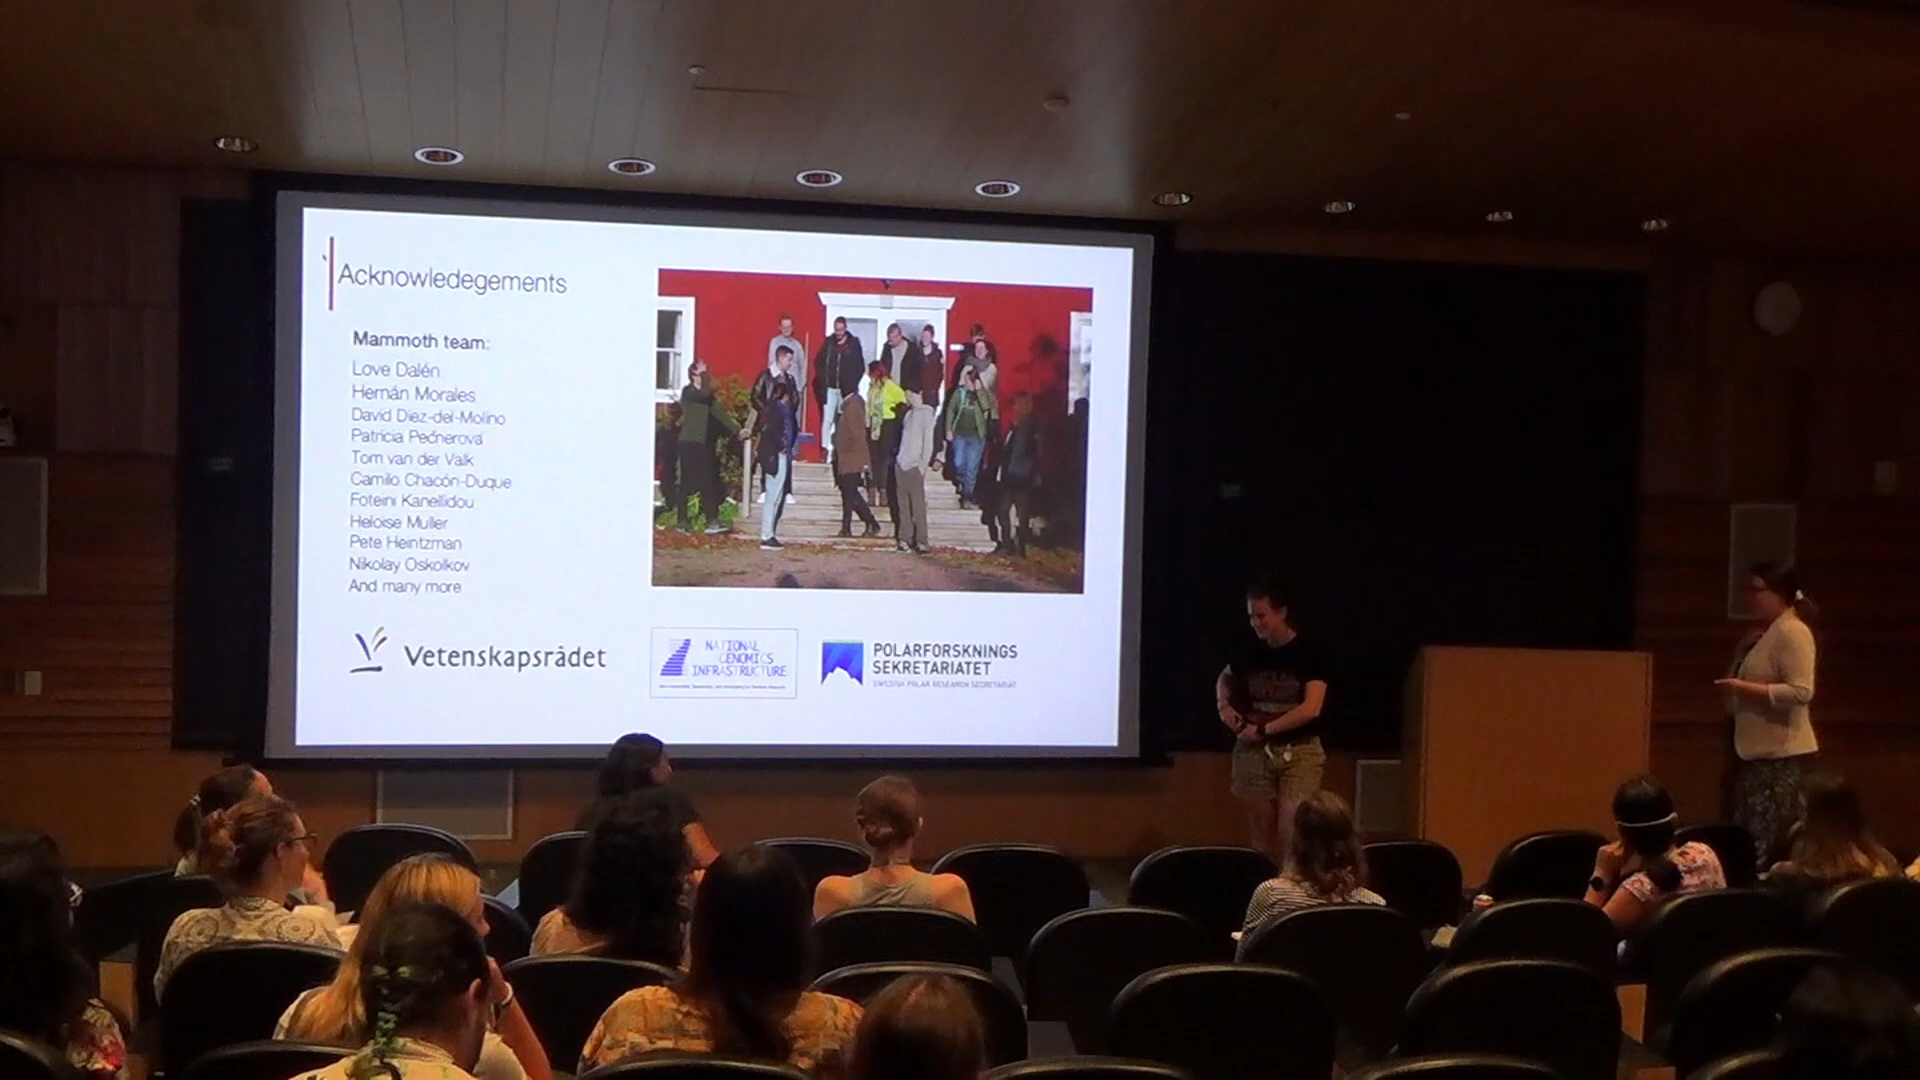 Acknowledegements
Mammoth team:
Love Dalén
Hernán Morales
David Diez-del-Molino
Patricia Pečnerová
Tom van der Valk
Camilo Chacón-Duque
Foteini Kanellidou
Heloise Muller
Pete Heintzman
Nikolay Oskolkov
And many more
Vetenskapsrådet
NATIONAL
GENOMICS
INFRASTRUCTURE
POLARFORSKNINGS
SEKRETARIATET
SWEDISH POLAR RESEARCH SECRETARIAT